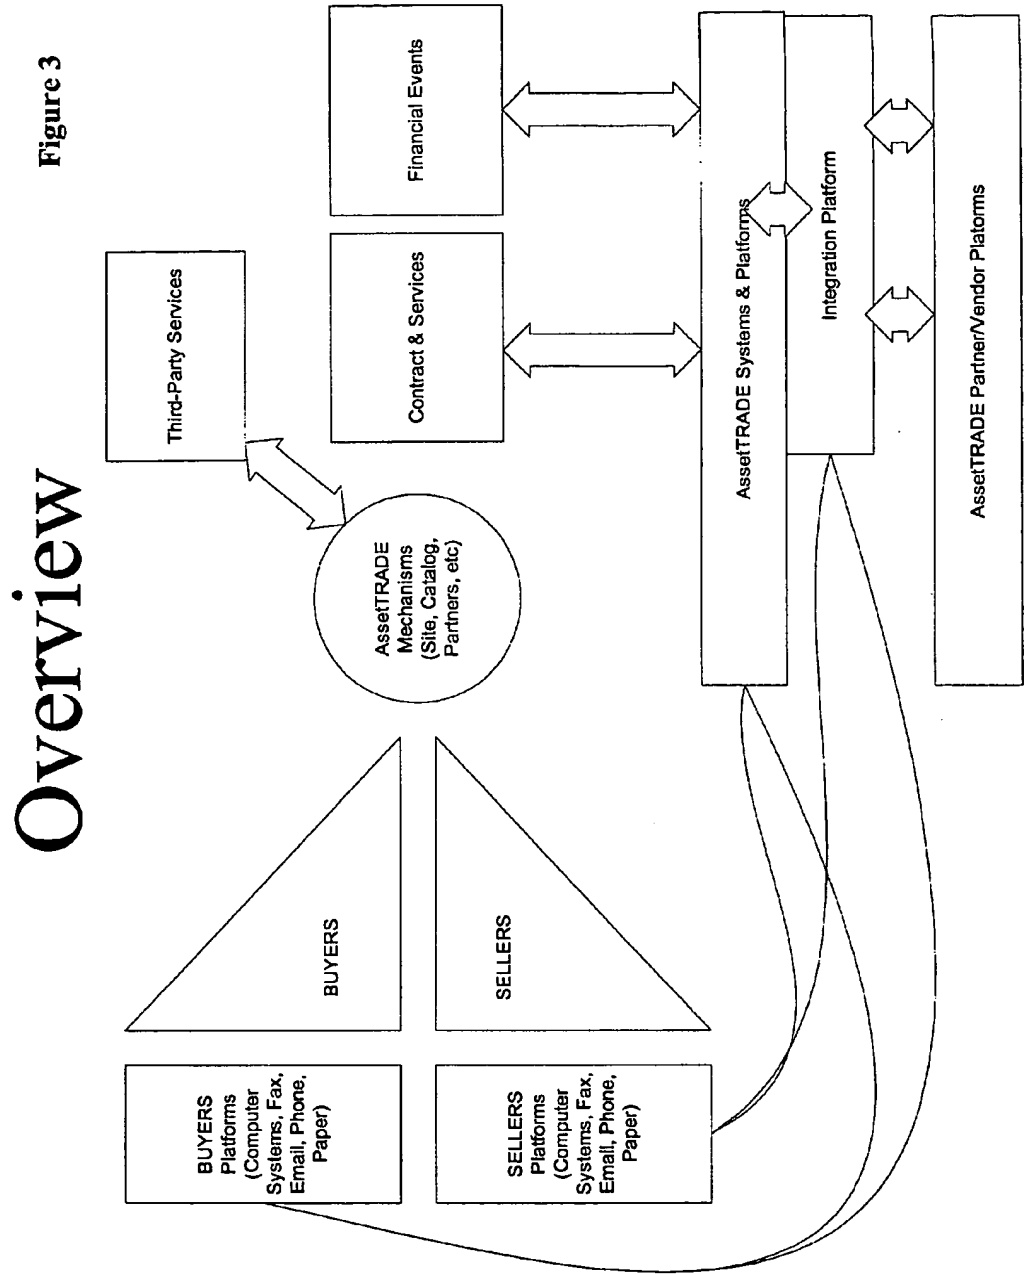 Overview
Figure 3
Third-Party Services
BUYERS
Platforms
(Computer
Systems, Fax,
Email, Phone,
Paper)
BUYERS
AssetTRADE
Mechanisms
(Site, Catalog,
Partners, etc)
Contract & Services
Financial Events
SELLERS
Platforms
(Computer
Systems, Fax,
Email, Phone,
Paper)
SELLERS
AssetTRADE Systems & Platforms
Integration Platform
AssetTRADE Partner/Vendor Platorms